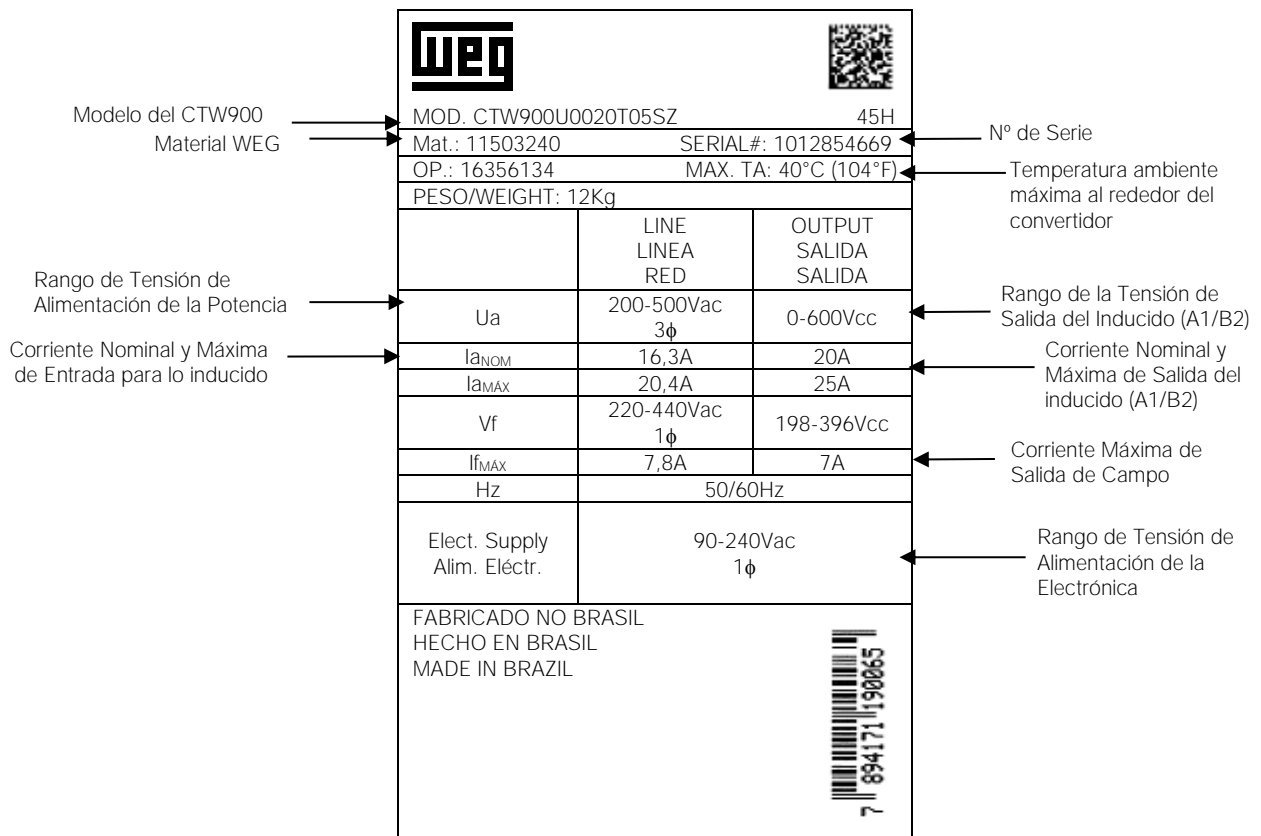 weg
MOD. CTW900U0020T05SZ 45H
Mat.: 11503240 SERIAL#: 1012854669
OP.: 16356134 MAX. TA: 40°C (104°F)
PESO/WEIGHT: 12Kg
LINE
LINEA
RED
OUTPUT
SALIDA
SALIDA
Ua
200-500Vac
3ϕ
0-600Vcc
IaNOM 16,3A 20A
IaMÁX 20,4A 25A
Vf
220-440Vac
1ϕ
198-396Vcc
IfMÁX 7,8A 7A
Hz 50/60Hz
Elect. Supply
Alim. Eléctr.
90-240Vac
1ϕ
FABRICADO NO BRASIL
HECHO EN BRASIL
MADE IN BRAZIL
7 894171 190065
Modelo del CTW900
Material WEG
Rango de Tensión de
Alimentación de la Potencia
Corriente Nominal y Máxima
de Entrada para lo inducido
Nº de Serie
Temperatura ambiente
máxima al rededor del
convertidor
Rango de la Tensión de
Salida del Inducido (A1/B2)
Corriente Nominal y
Máxima de Salida del
inducido (A1/B2)
Corriente Máxima de
Salida de Campo
Rango de Tensión de
Alimentación de la
Electrónica